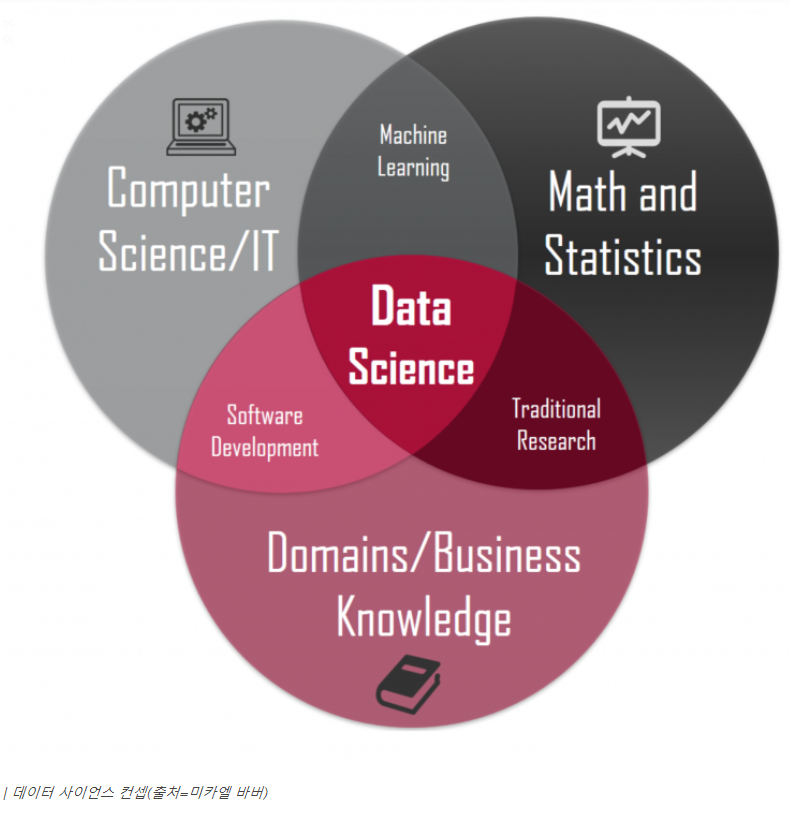 Machine
Learning
Computer
Science/IT
Math and
Statistics
Data
Science
Software
Development
Traditional
Research
Domains/Business
Knowledge
| 데이터 사이언스 컨셉(출처=미카엘 바버)